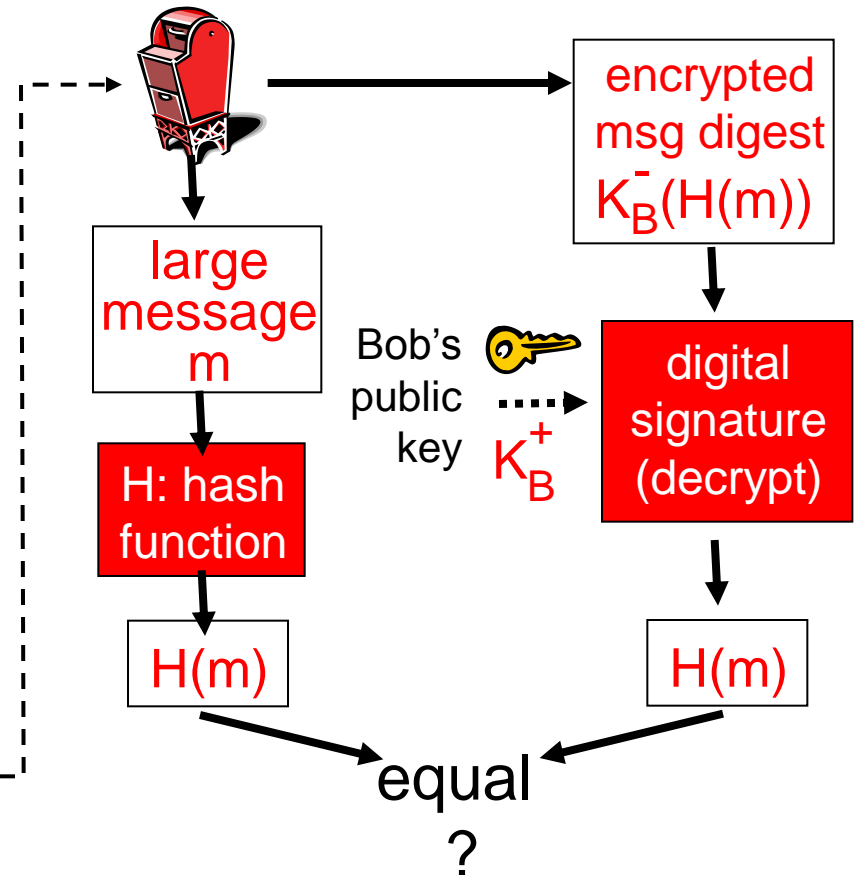 encrypted
msg digest
K_B^-(H(m))
large
message
m
Bob's
public
key
K_B^+
digital
signature
(decrypt)
H: hash
function
H(m)
H(m)
equal
?